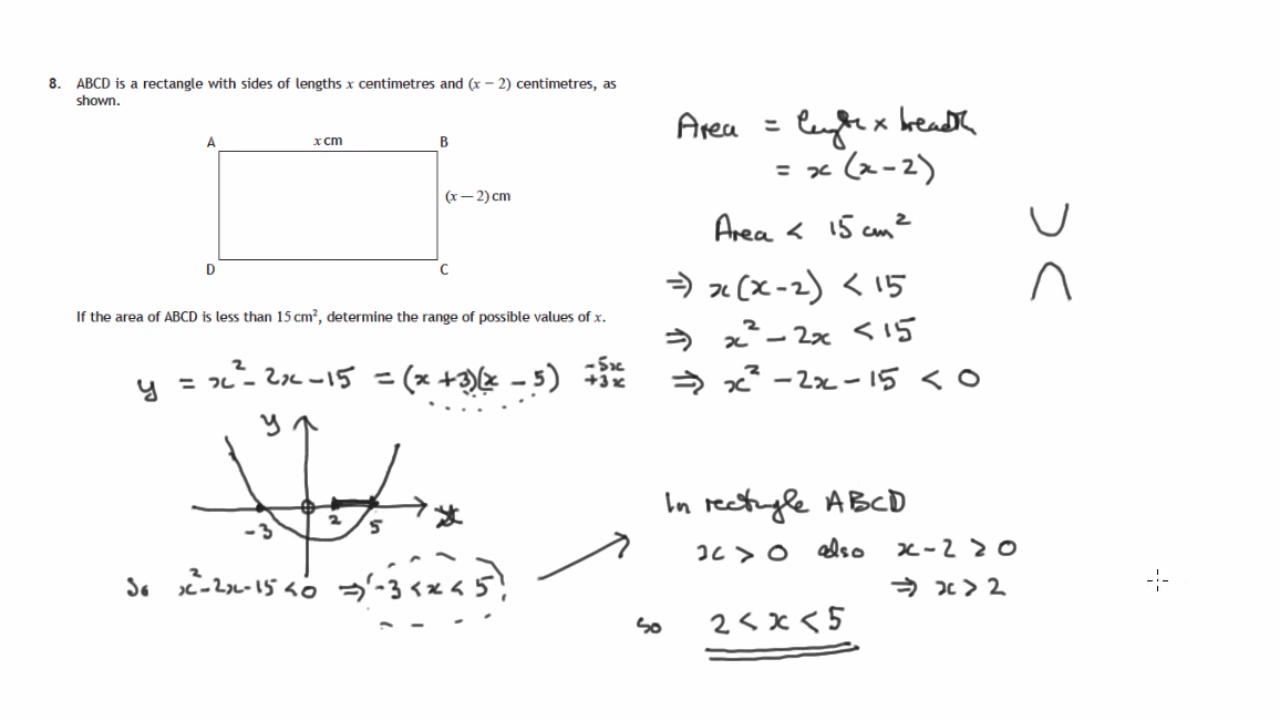 8. ABCD is a rectangle with sides of lengths x centimetres and (x − 2) centimetres, as
shown.
A
x cm
B
(x − 2) cm
D
C
If the area of ABCD is less than 15 cm², determine the range of possible values of x.
y = x² - 2x - 15 = (x + 3)(x - 5)
-5x
+3x
y
-3
2
5
x
So x² - 2x - 15 < 0 ⇒ -3 < x < 5
Area = length x breadth
= x (x - 2)
Area < 15 cm²
⇒ x(x - 2) < 15
⇒ x² - 2x < 15
⇒ x² - 2x - 15 < 0
In rectangle ABCD
x > 0 also x - 2 > 0
⇒ x > 2
so 2 < x < 5